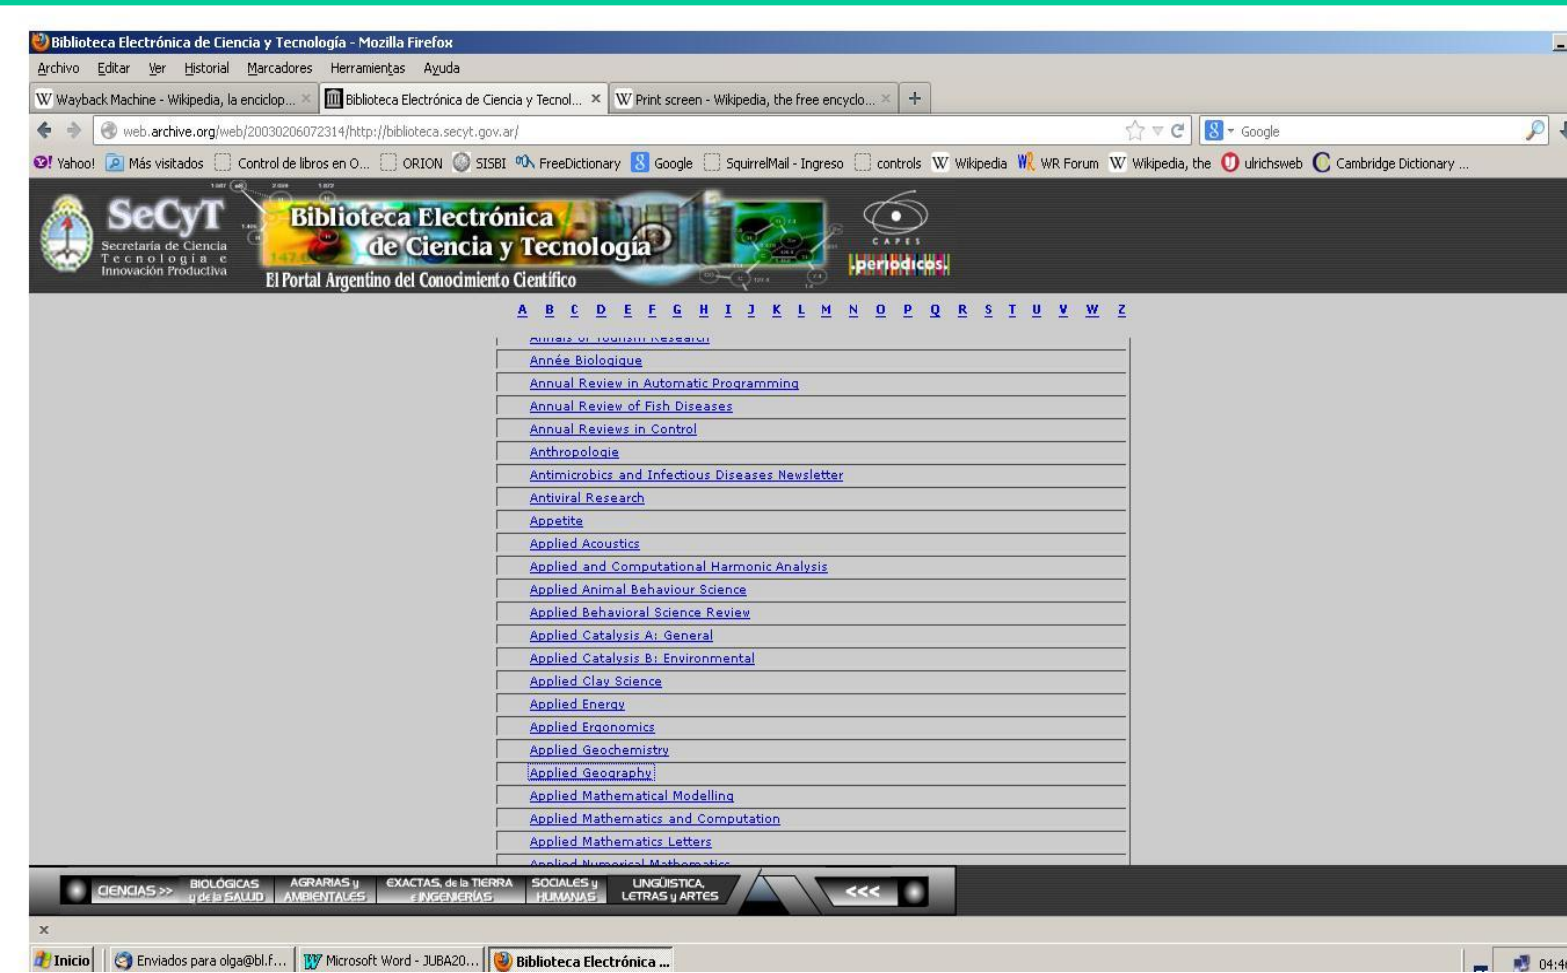 Biblioteca Electrónica de Ciencia y Tecnología - Mozilla Firefox
Archivo Editar Ver Historial Marcadores Herramientas Ayuda
Wayback Machine - Wikipedia, la enciclop... Biblioteca Electrónica de Ciencia y Tecnol... Print screen - Wikipedia, the free encyclo...
web.archive.org/web/20030206072314/http://biblioteca.secyt.gov.ar/ Google
Yahoo! Más visitados Control de libros en O... ORION SISBI FreeDictionary Google SquirrelMail - Ingreso controls Wikipedia WR Forum Wikipedia, the ulrichsweb Cambridge Dictionary ...
SeCyT
Secretaría de Ciencia
Tecnología e
Innovación Productiva
Biblioteca Electrónica
de Ciencia y Tecnología
El Portal Argentino del Conocimiento Científico
CAPES
.periodicos.
A B C D E F G H I J K L M N O P Q R S T U V W Z
Annals of Tourism Research
Année Biologique
Annual Review in Automatic Programming
Annual Review of Fish Diseases
Annual Reviews in Control
Anthropologie
Antimicrobics and Infectious Diseases Newsletter
Antiviral Research
Appetite
Applied Acoustics
Applied and Computational Harmonic Analysis
Applied Animal Behaviour Science
Applied Behavioral Science Review
Applied Catalysis A: General
Applied Catalysis B: Environmental
Applied Clay Science
Applied Energy
Applied Ergonomics
Applied Geochemistry
Applied Geography
Applied Mathematical Modelling
Applied Mathematics and Computation
Applied Mathematics Letters
Applied Numerical Mathematics
CIENCIAS >> BIOLÓGICAS y de la SALUD AGRARIAS y AMBIENTALES EXACTAS, de la TIERRA e INGENIERÍAS SOCIALES y HUMANAS LINGÜISTICA, LETRAS y ARTES <<<
Inicio Enviados para olga@bl.f... Microsoft Word - JUBA20... Biblioteca Electrónica ...